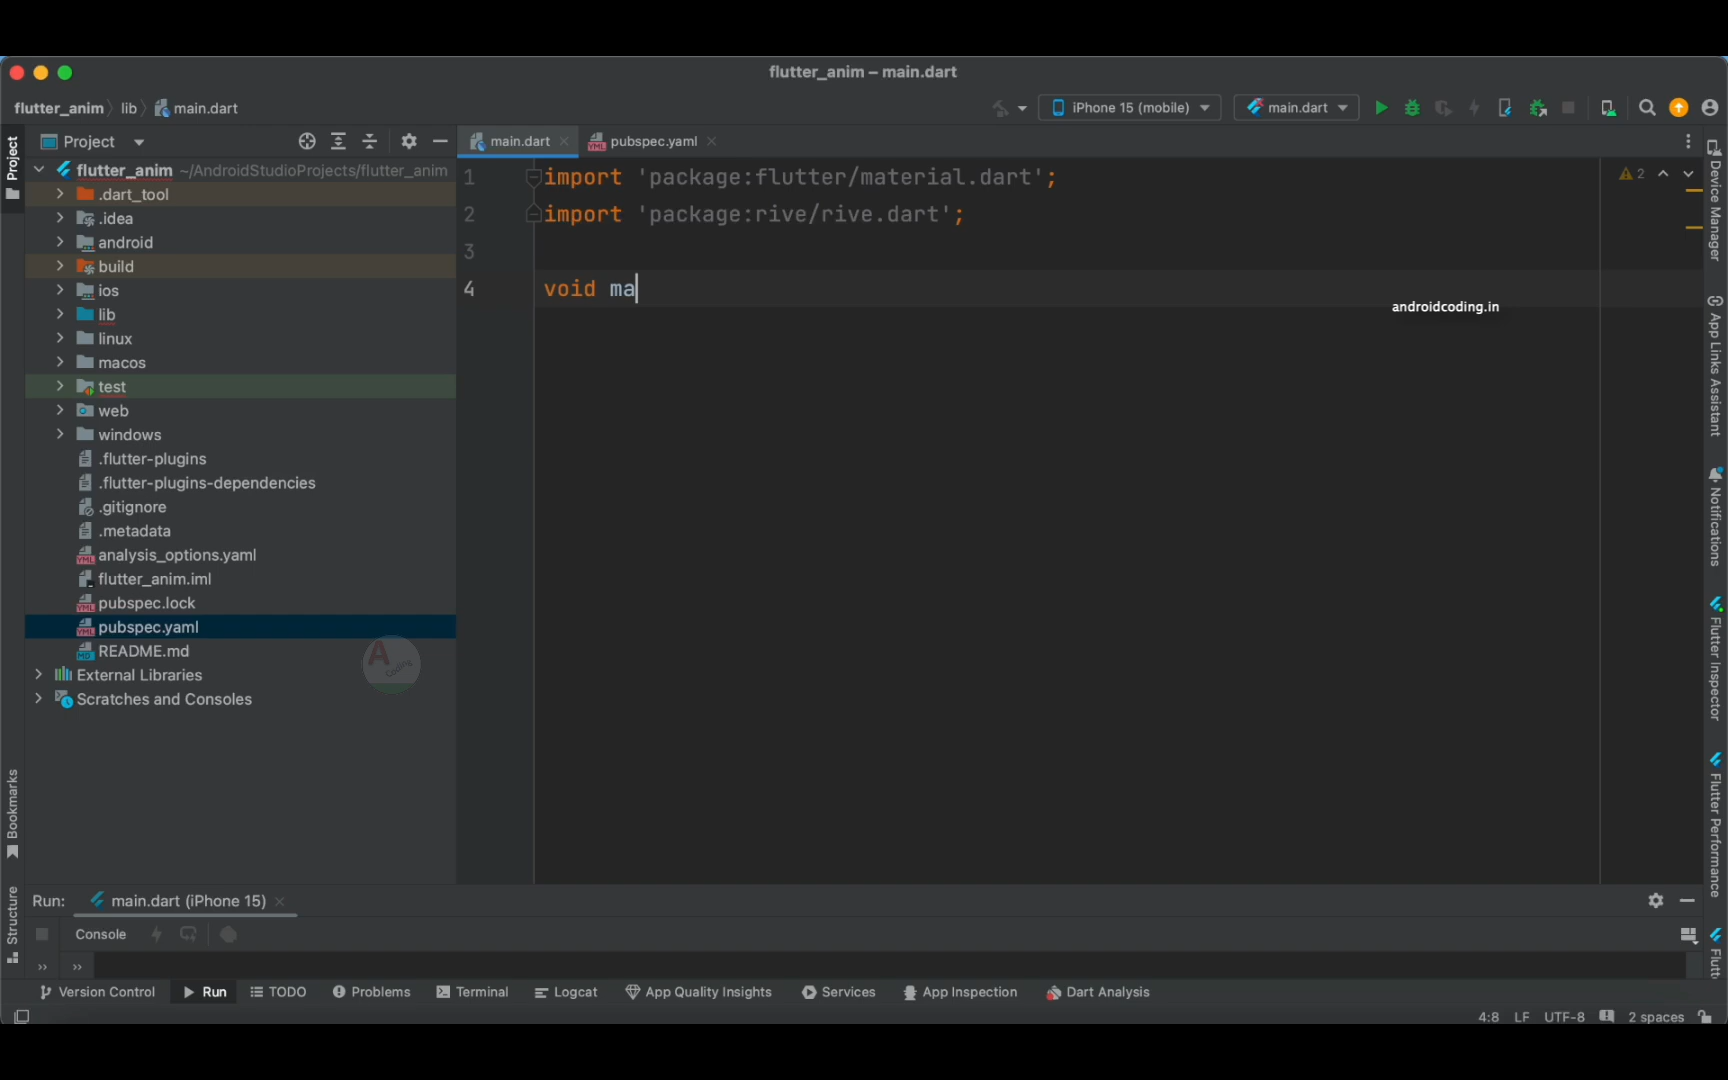 flutter_anim – main.dart
flutter_anim lib main.dart
iPhone 15 (mobile)
main.dart
Project
main.dart
pubspec.yaml
Project
flutter_anim ~/AndroidStudioProjects/flutter_anim
.dart_tool
.idea
android
build
ios
lib
linux
macos
test
web
windows
.flutter-plugins
.flutter-plugins-dependencies
.gitignore
.metadata
analysis_options.yaml
flutter_anim.iml
pubspec.lock
pubspec.yaml
README.md
External Libraries
Scratches and Consoles
1 import 'package:flutter/material.dart';
2 import 'package:rive/rive.dart';
3
4 void ma
2
androidcoding.in
A Coding
Device Manager
App Links Assistant
Notifications
Flutter Inspector
Flutter Performance
Flutt
Bookmarks
Structure
Run: main.dart (iPhone 15)
Console
» »
Version Control Run TODO Problems Terminal Logcat App Quality Insights Services App Inspection Dart Analysis
4:8 LF UTF-8 2 spaces